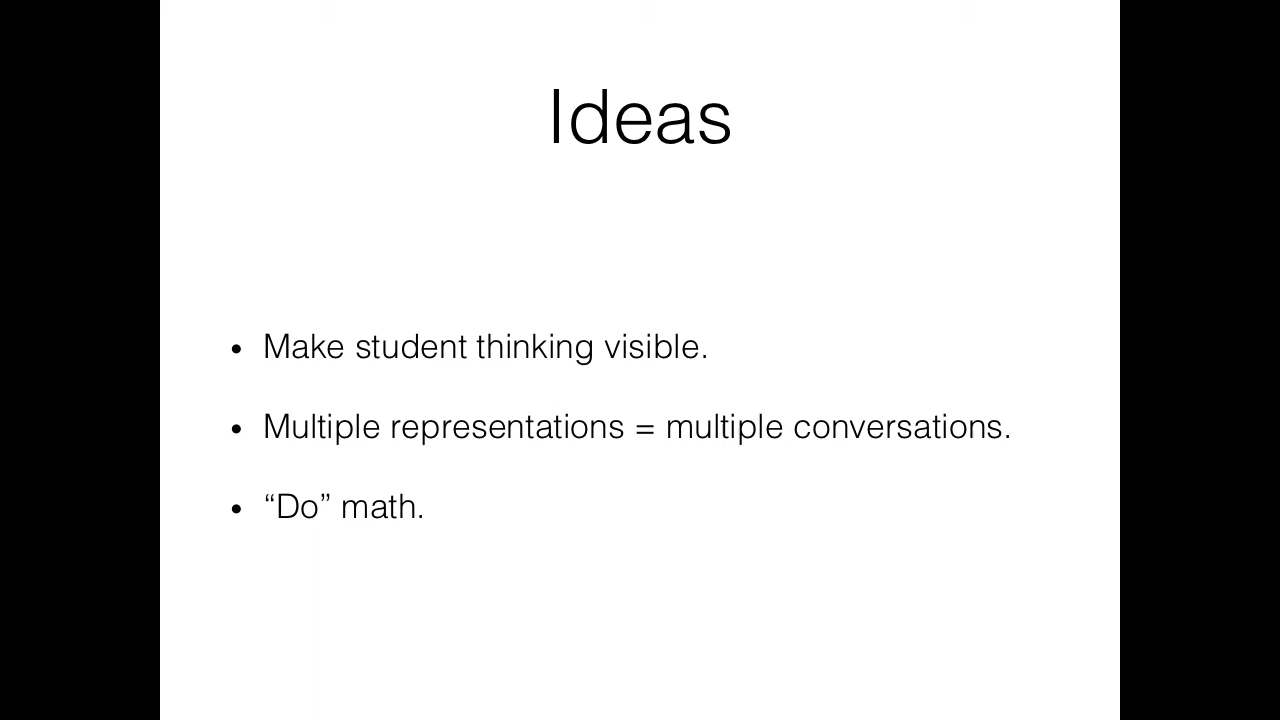 Ideas
• Make student thinking visible.
• Multiple representations = multiple conversations.
• “Do” math.